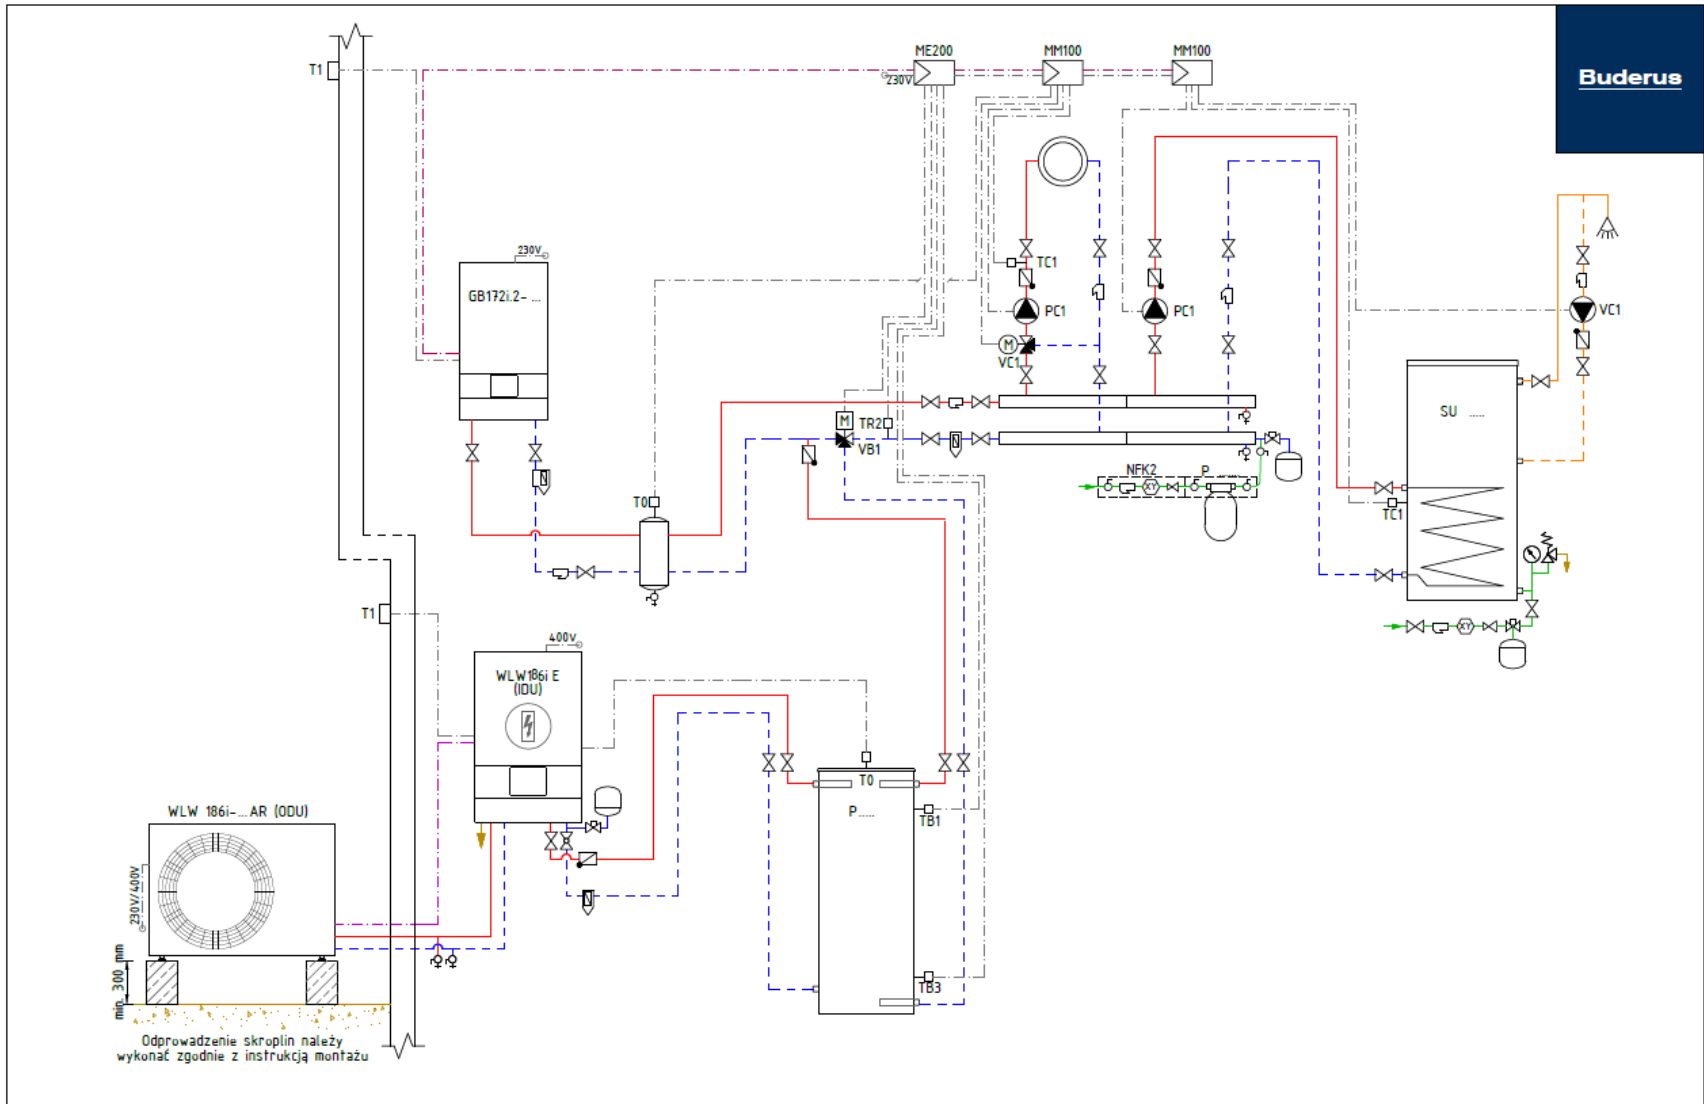 Buderus
ME200
MM100
MM100
T1
230V
230V
GB172i.2- ...
TC1
PC1
PC1
VC1
M
VC1
M
TR2
VB1
SU .....
NFK2
P .....
XY
T0
TC1
XY
T1
400V
WLW186i E
(IDU)
T0
P.....
TB1
WLW 186i-... AR (ODU)
230V/400V
TB3
min. 300 mm
Odprowadzenie skroplin należy
wykonać zgodnie z instrukcją montażu